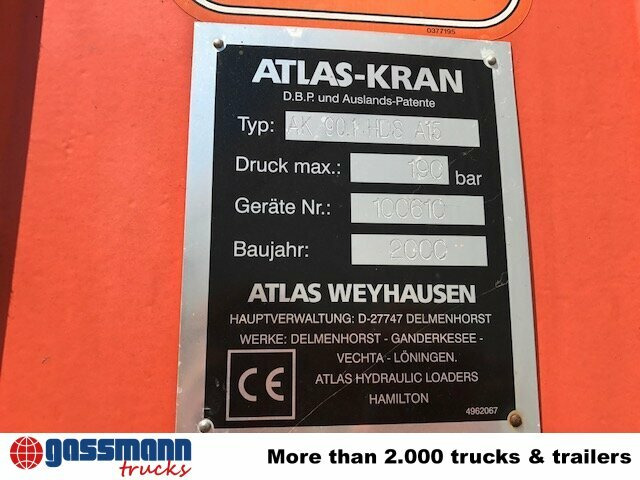 0377195
ATLAS-KRAN
D.B.P. und Auslands-Patente
Typ: AK 90.1 HDS A15
Druck max.: 190 bar
Geräte Nr.: 100610
Baujahr: 2000
ATLAS WEYHAUSEN
HAUPTVERWALTUNG: D-27747 DELMENHORST
WERKE: DELMENHORST - GANDERKESEE -
VECHTA - LÖNINGEN.
CE
ATLAS HYDRAULIC LOADERS
HAMILTON
4962067
gassmann
trucks
More than 2.000 trucks & trailers